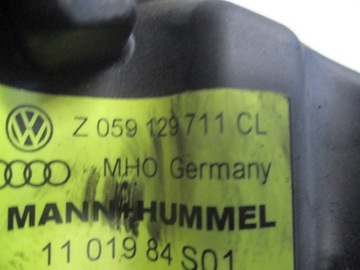 Z 059 129 711 CL
MHO Germany
MANN+HUMMEL
11 019 84 S01